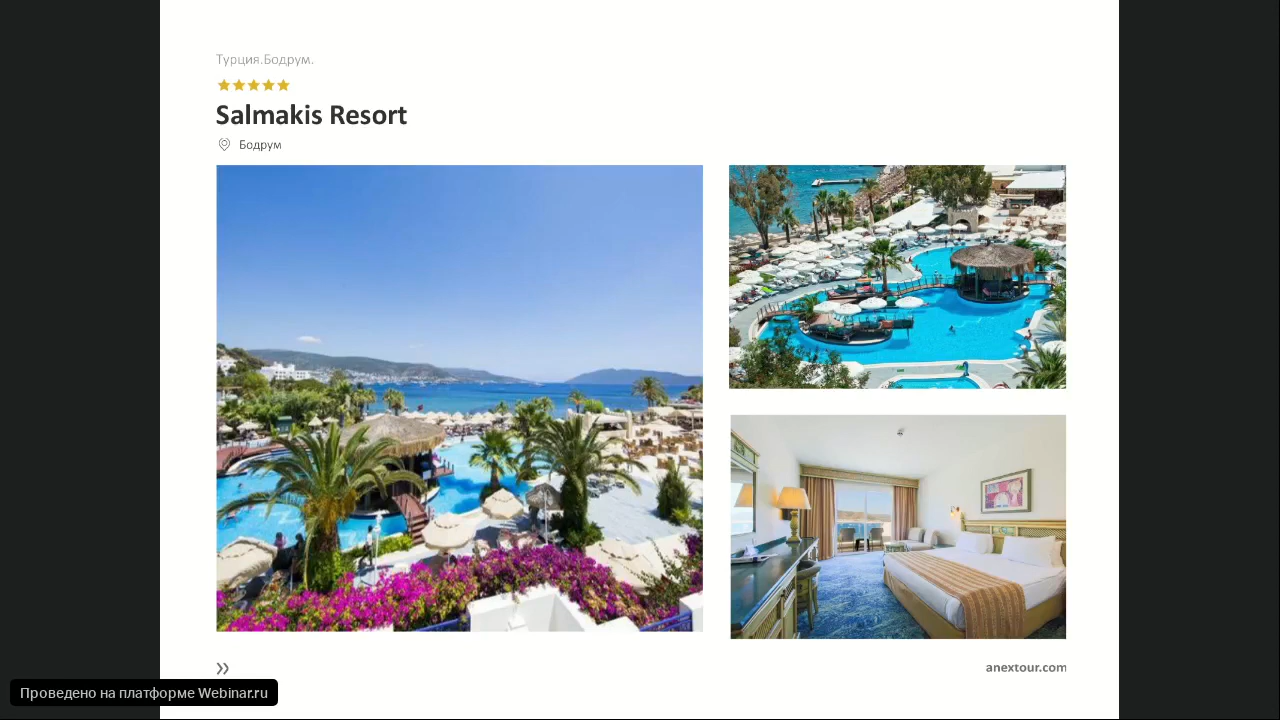 Турция.Бодрум.
Salmakis Resort
Бодрум
anextour.com
Проведено на платформе Webinar.ru